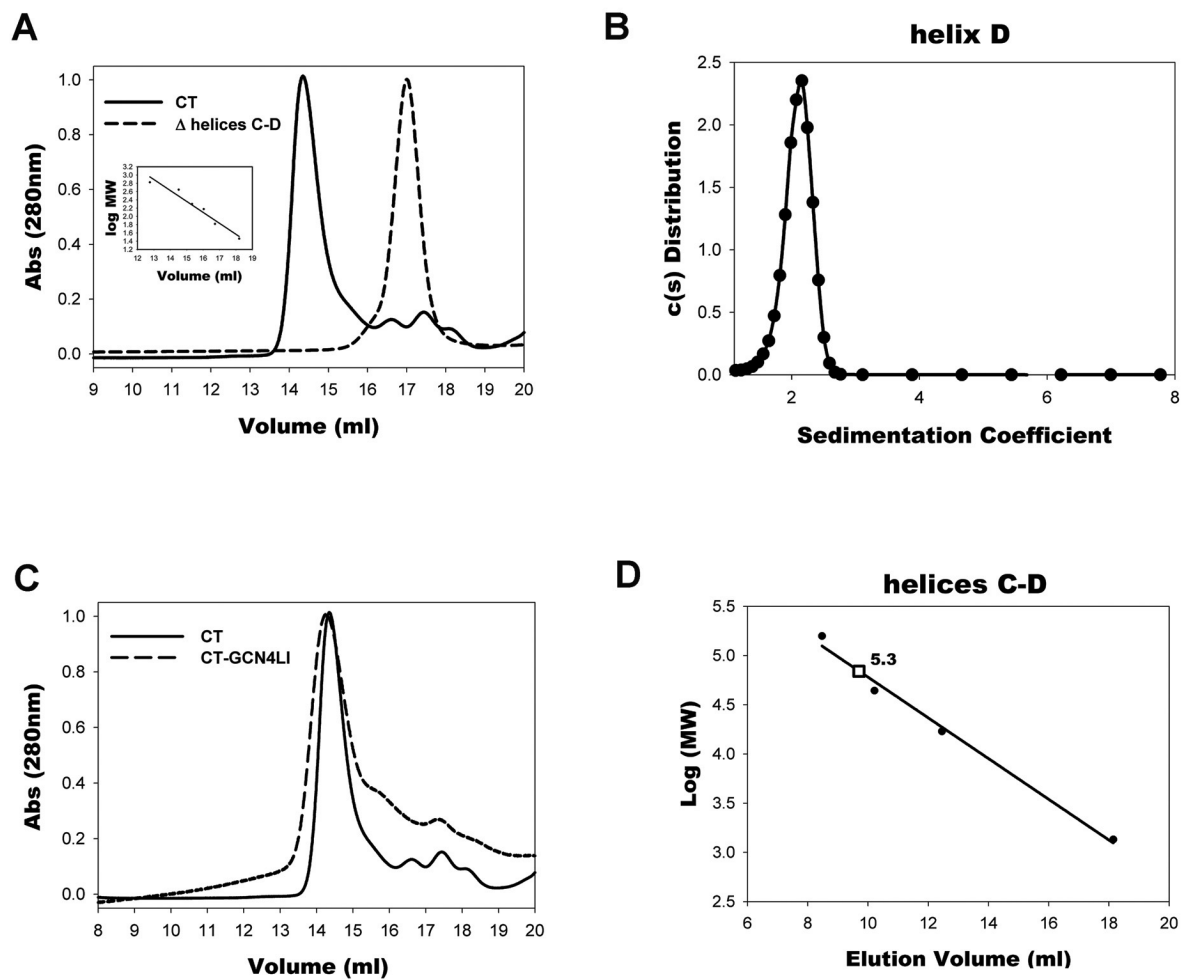 A
1.0
0.8
0.6
0.4
0.2
0.0
Abs (280nm)
CT
Δ helices C-D
3.2
3.0
2.8
2.6
2.4
2.2
2.0
1.8
1.6
1.4
1.2
log MW
12 13 14 15 16 17 18 19
Volume (ml)
9 10 11 12 13 14 15 16 17 18 19 20
Volume (ml)
B
helix D
2.5
2.0
1.5
1.0
0.5
0.0
c(s) Distribution
2 4 6 8
Sedimentation Coefficient
C
1.0
0.8
0.6
0.4
0.2
0.0
Abs (280nm)
CT
CT-GCN4LI
8 9 10 11 12 13 14 15 16 17 18 19 20
Volume (ml)
D
helices C-D
5.5
5.0
4.5
4.0
3.5
3.0
2.5
Log (MW)
5.3
6 8 10 12 14 16 18 20
Elution Volume (ml)